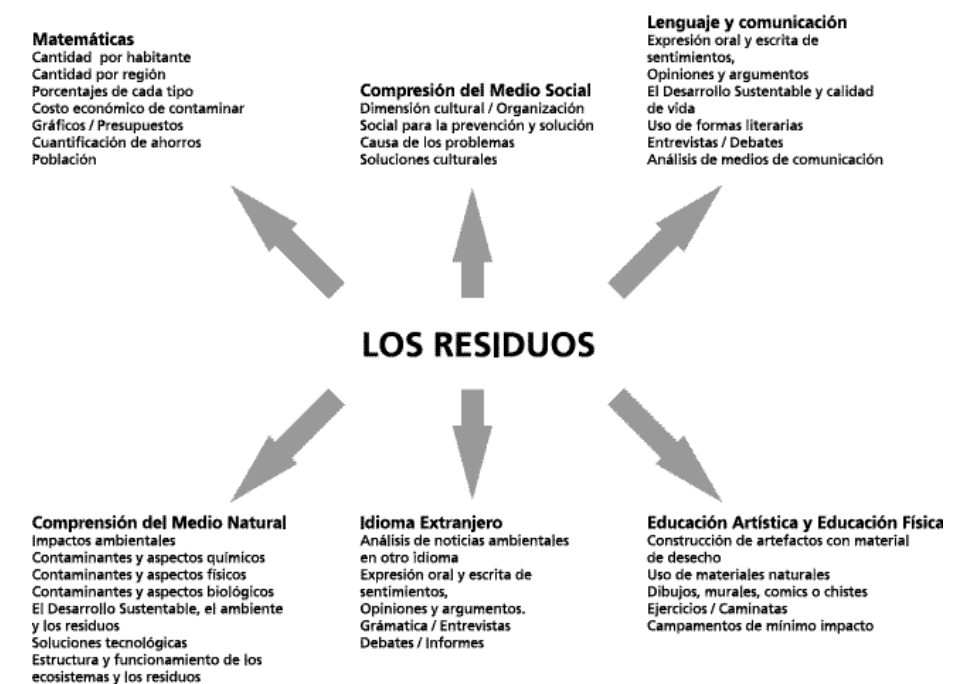 Matemáticas
Cantidad por habitante
Cantidad por región
Porcentajes de cada tipo
Costo económico de contaminar
Gráficos / Presupuestos
Cuantificación de ahorros
Población
Compresión del Medio Social
Dimensión cultural / Organización
Social para la prevención y solución
Causa de los problemas
Soluciones culturales
Lenguaje y comunicación
Expresión oral y escrita de
sentimientos,
Opiniones y argumentos
El Desarrollo Sustentable y calidad
de vida
Uso de formas literarias
Entrevistas / Debates
Análisis de medios de comunicación
LOS RESIDUOS
Comprensión del Medio Natural
Impactos ambientales
Contaminantes y aspectos químicos
Contaminantes y aspectos físicos
Contaminantes y aspectos biológicos
El Desarrollo Sustentable, el ambiente
y los residuos
Soluciones tecnológicas
Estructura y funcionamiento de los
ecosistemas y los residuos
Idioma Extranjero
Análisis de noticias ambientales
en otro idioma
Expresión oral y escrita de
sentimientos,
Opiniones y argumentos.
Grámatica / Entrevistas
Debates / Informes
Educación Artística y Educación Física
Construcción de artefactos con material
de desecho
Uso de materiales naturales
Dibujos, murales, comics o chistes
Ejercicios / Caminatas
Campamentos de mínimo impacto